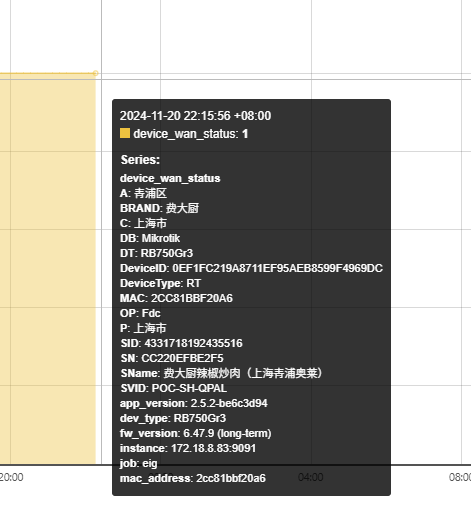 2024-11-20 22:15:56 +08:00
device_wan_status: 1
Series:
device_wan_status
A: 青浦区
BRAND: 费大厨
C: 上海市
DB: Mikrotik
DT: RB750Gr3
DeviceID: 0EF1FC219A8711EF95AEB8599F4969DC
DeviceType: RT
MAC: 2CC81BBF20A6
OP: Fdc
P: 上海市
SID: 4331718192435516
SN: CC220EFBE2F5
SName: 费大厨辣椒炒肉（上海青浦奥莱）
SVID: POC-SH-QPAL
app_version: 2.5.2-be6c3d94
dev_type: RB750Gr3
fw_version: 6.47.9 (long-term)
instance: 172.18.8.83:9091
job: eig
mac_address: 2cc81bbf20a6
20:00
04:00
08:00